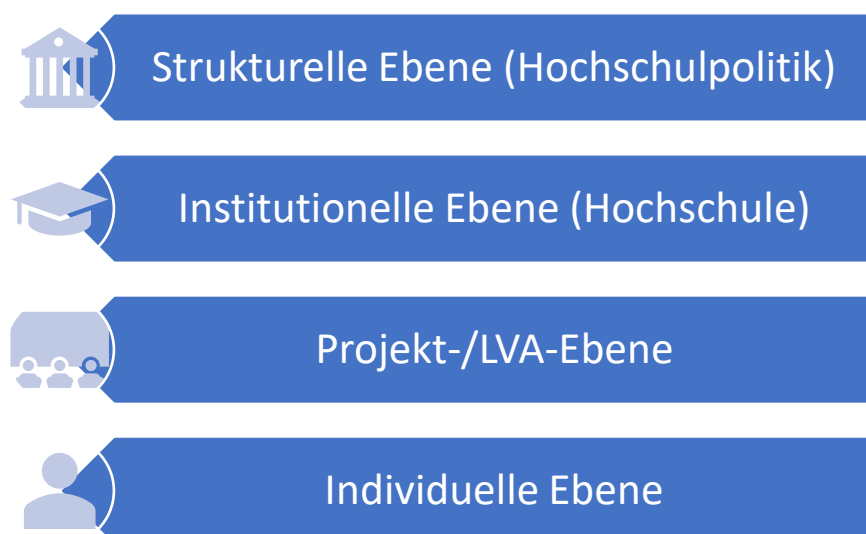 Strukturelle Ebene (Hochschulpolitik)
Institutionelle Ebene (Hochschule)
Projekt-/LVA-Ebene
Individuelle Ebene